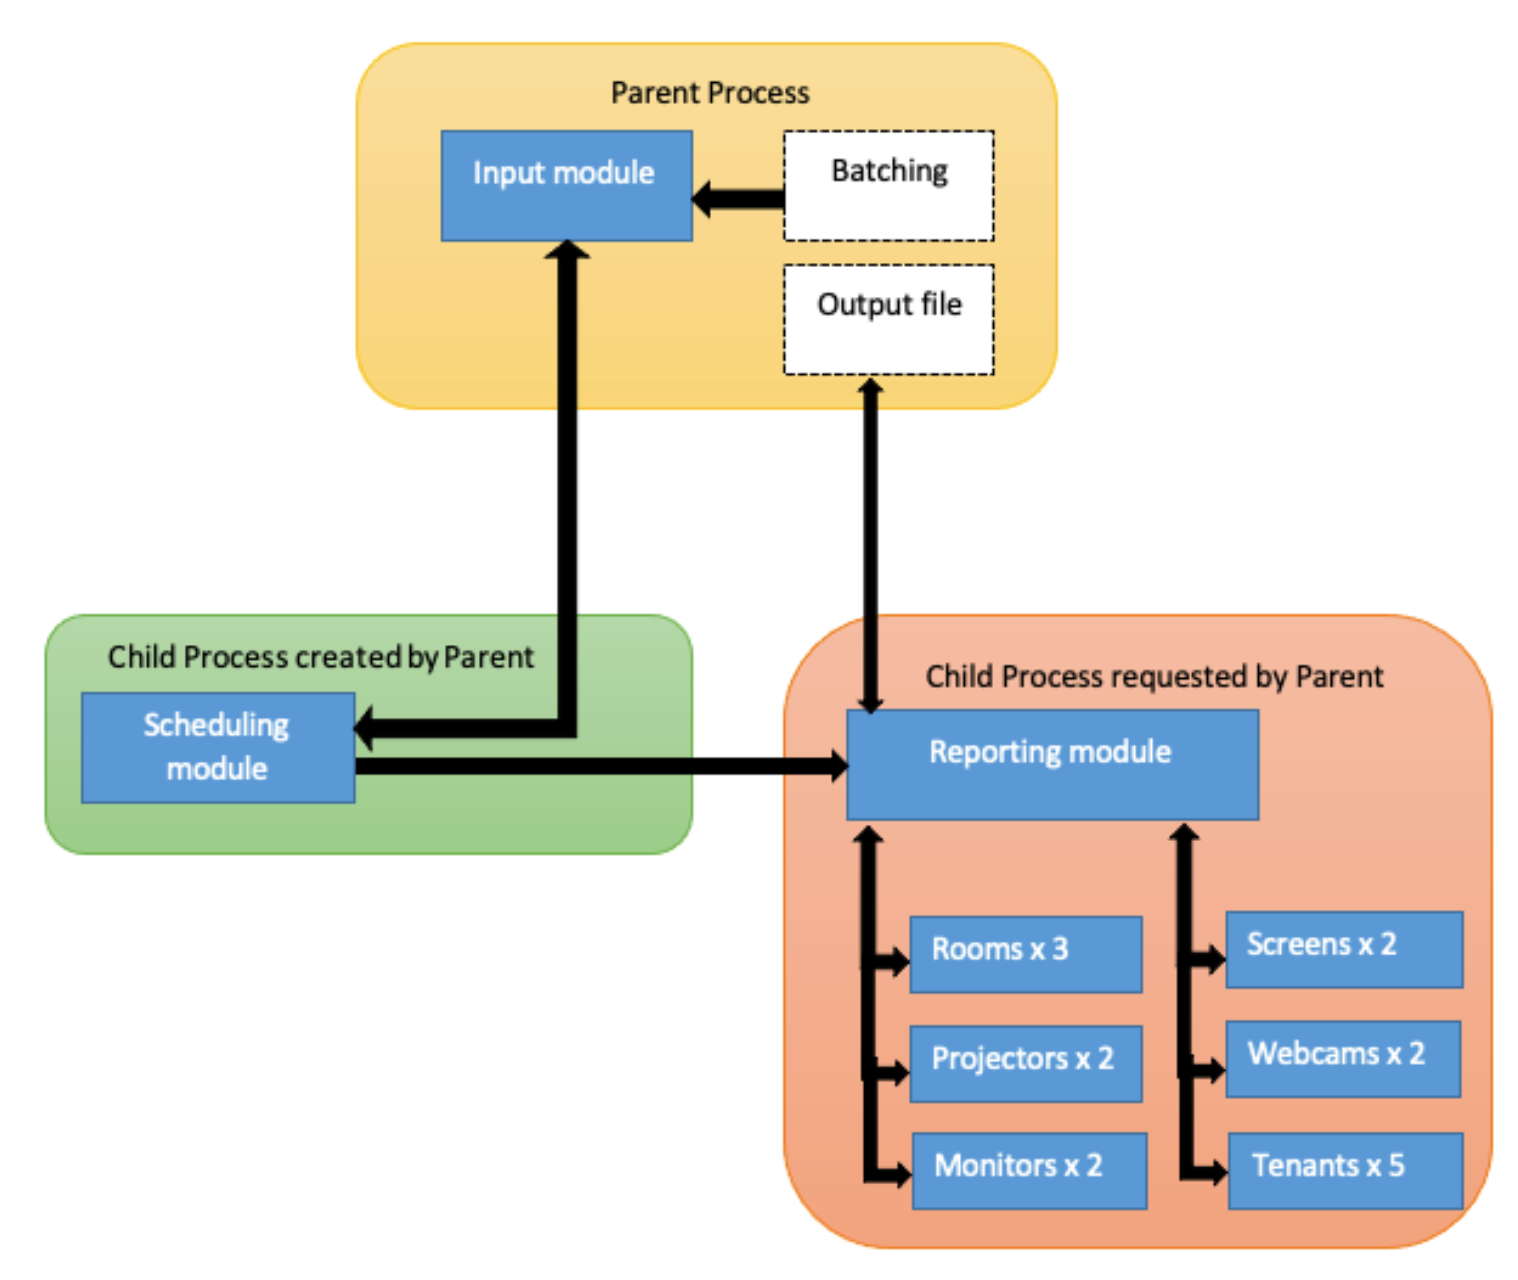 Parent Process
Input module
Batching
Output file
Child Process created by Parent
Scheduling
module
Child Process requested by Parent
Reporting module
Rooms x 3
Screens x 2
Projectors x 2
Webcams x 2
Monitors x 2
Tenants x 5